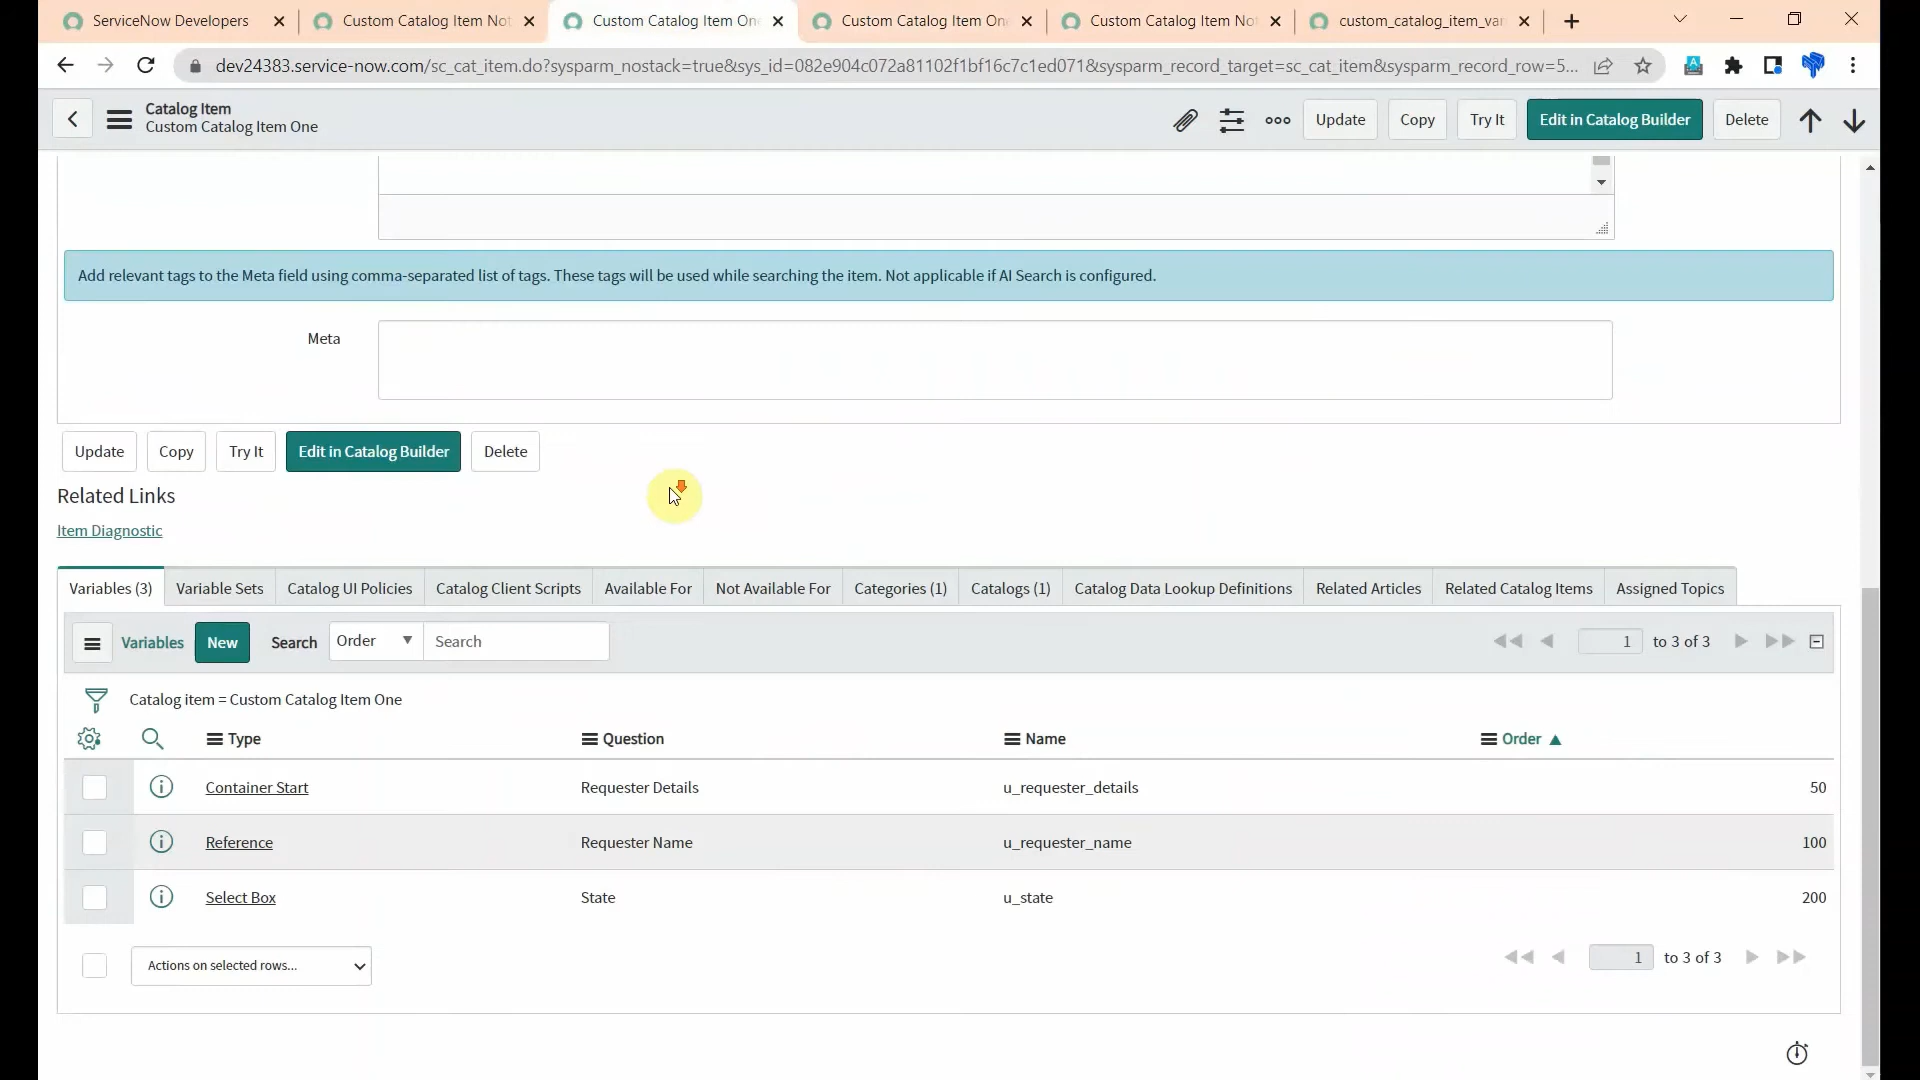 ServiceNow Developers
Custom Catalog Item Not
Custom Catalog Item On
Custom Catalog Item On
Custom Catalog Item No
custom_catalog_item_var
dev24383.service-now.com/sc_cat_item.do?sysparm_nostack=true&sys_id=082e904c072a81102f1bf16c7c1ed071&sysparm_record_target=sc_cat_item&sysparm_record_row=5...
Catalog Item
Custom Catalog Item One
Update
Copy
Try It
Edit in Catalog Builder
Delete
Add relevant tags to the Meta field using comma-separated list of tags. These tags will be used while searching the item. Not applicable if AI Search is configured.
Meta
Update
Copy
Try It
Edit in Catalog Builder
Delete
Related Links
Item Diagnostic
Variables (3)
Variable Sets
Catalog UI Policies
Catalog Client Scripts
Available For
Not Available For
Categories (1)
Catalogs (1)
Catalog Data Lookup Definitions
Related Articles
Related Catalog Items
Assigned Topics
Variables
New
Search
Order
Search
1 to 3 of 3
Catalog item = Custom Catalog Item One
Type
Question
Name
Order
Container Start
Requester Details
u_requester_details
50
Reference
Requester Name
u_requester_name
100
Select Box
State
u_state
200
Actions on selected rows...
1 to 3 of 3